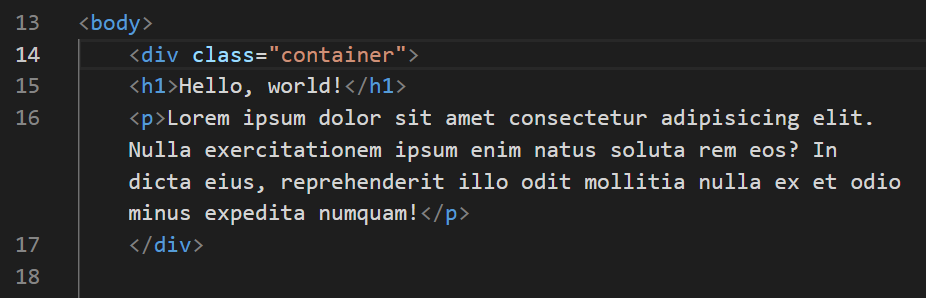 13 <body>
14 <div class="container">
15 <h1>Hello, world!</h1>
16 <p>Lorem ipsum dolor sit amet consectetur adipisicing elit.
Nulla exercitationem ipsum enim natus soluta rem eos? In
dicta eius, reprehenderit illo odit mollitia nulla ex et odio
minus expedita numquam!</p>
17 </div>
18